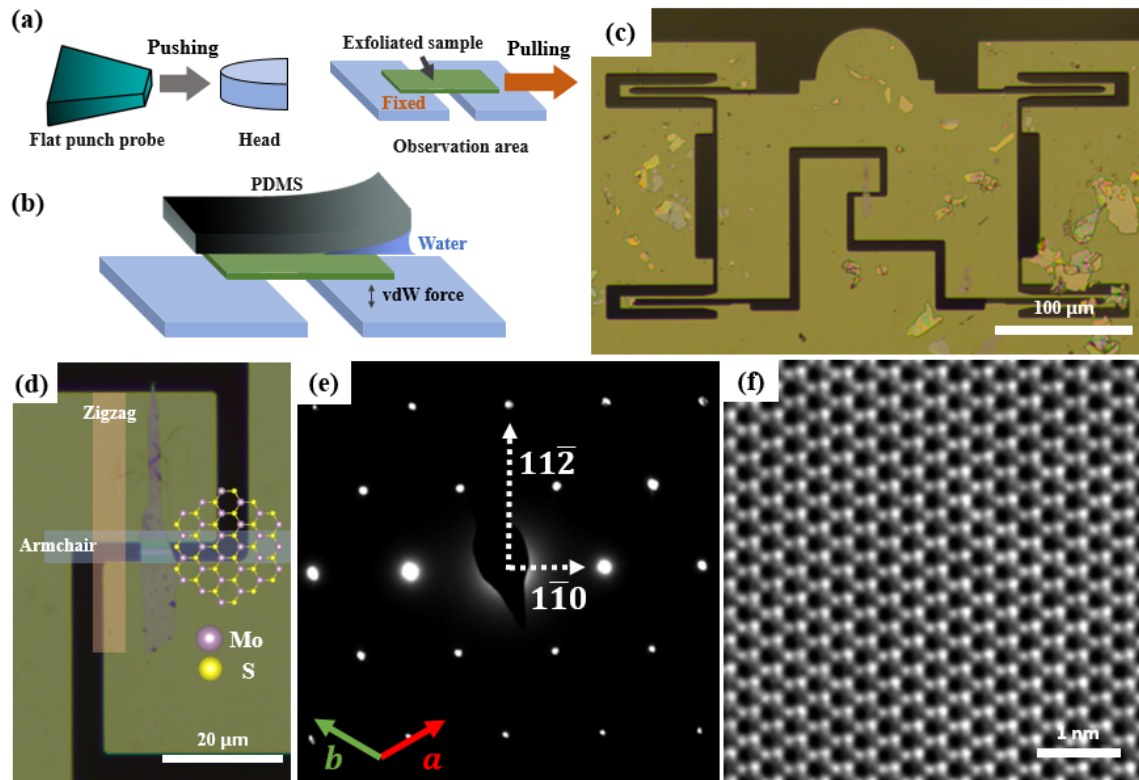 (a)
Pushing
Flat punch probe
Head
Exfoliated sample
Pulling
Fixed
Observation area
(b)
PDMS
Water
vdW force
(c)
100 μm
(d)
Zigzag
Armchair
Mo
S
20 μm
(e)
112̅
11̅0
b
a
(f)
1 nm